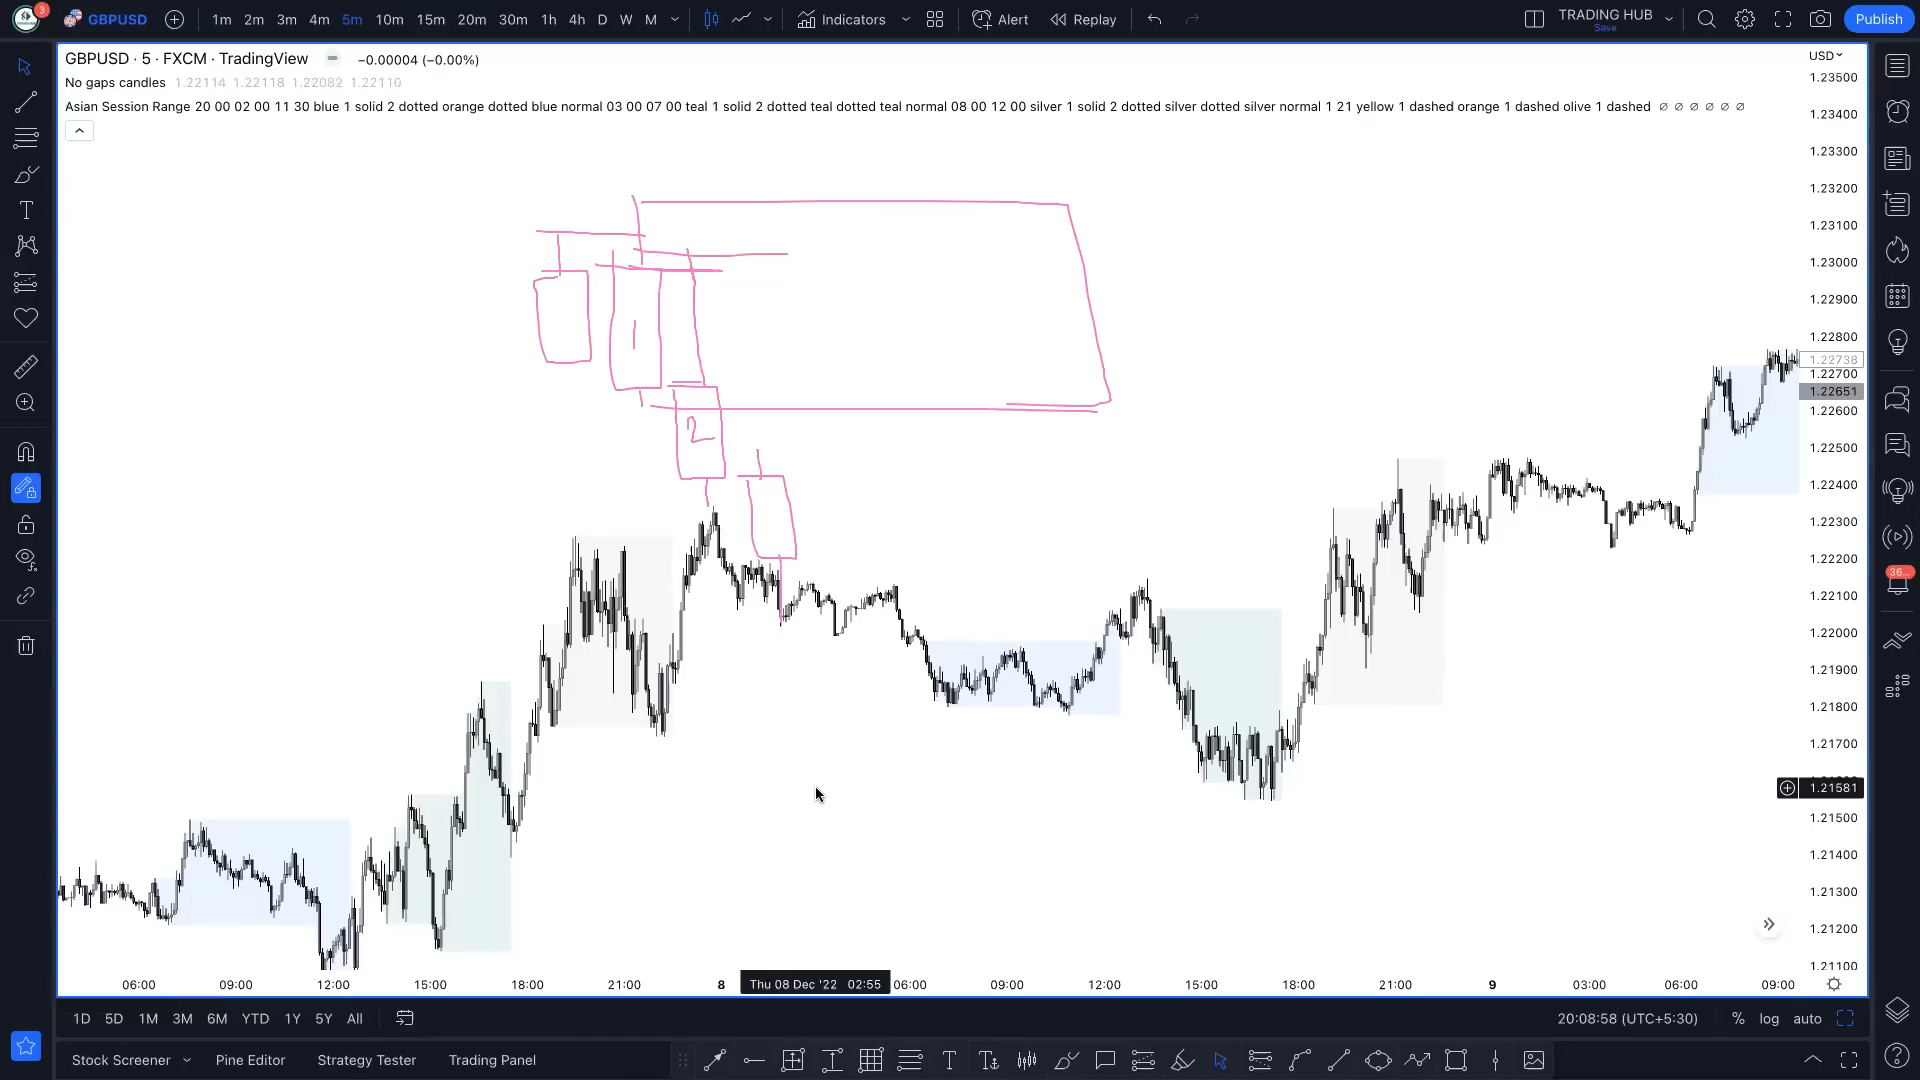 3
GBPUSD
1m 2m 3m 4m 5m 10m 15m 20m 30m 1h 4h D W M
Indicators
Alert
Replay
TRADING HUB
Save
Publish
GBPUSD · 5 · FXCM · TradingView
−0.00004 (−0.00%)
No gaps candles 1.22114 1.22118 1.22082 1.22110
Asian Session Range 20 00 02 00 11 30 blue 1 solid 2 dotted orange dotted blue normal 03 00 07 00 teal 1 solid 2 dotted teal dotted teal normal 08 00 12 00 silver 1 solid 2 dotted silver dotted silver normal 1 21 yellow 1 dashed orange 1 dashed olive 1 dashed ∅ ∅ ∅ ∅ ∅ ∅
1
2
USD
1.23500
1.23400
1.23300
1.23200
1.23100
1.23000
1.22900
1.22800
1.22738
1.22700
1.22651
1.22600
1.22500
1.22400
1.22300
1.22200
1.22100
1.22000
1.21900
1.21800
1.21700
1.21581
1.21500
1.21400
1.21300
1.21200
1.21100
36...
06:00 09:00 12:00 15:00 18:00 21:00 8 Thu 08 Dec '22 02:55 06:00 09:00 12:00 15:00 18:00 21:00 9 03:00 06:00 09:00
1D 5D 1M 3M 6M YTD 1Y 5Y All
20:08:58 (UTC+5:30) % log auto
Stock Screener Pine Editor Strategy Tester Trading Panel